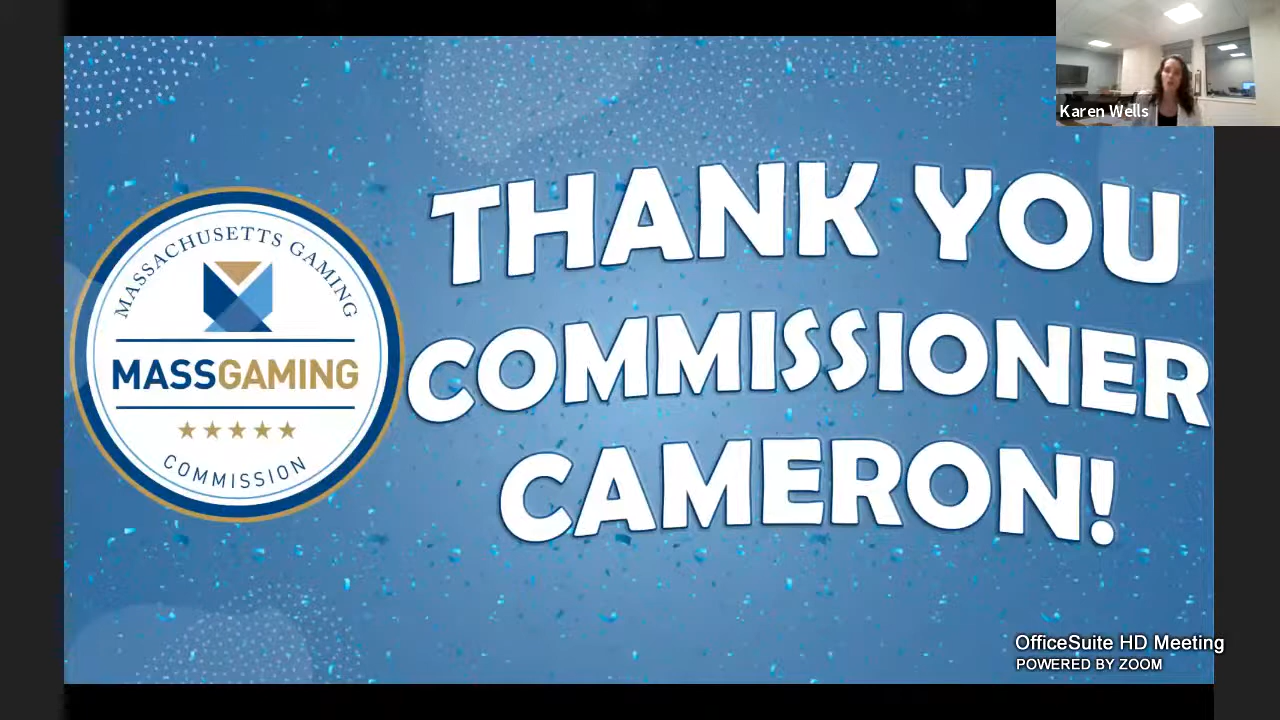 Karen Wells
MASSACHUSETTS GAMING
MASSGAMING
COMMISSION
THANK YOU
COMMISSIONER
CAMERON!
OfficeSuite HD Meeting
POWERED BY ZOOM